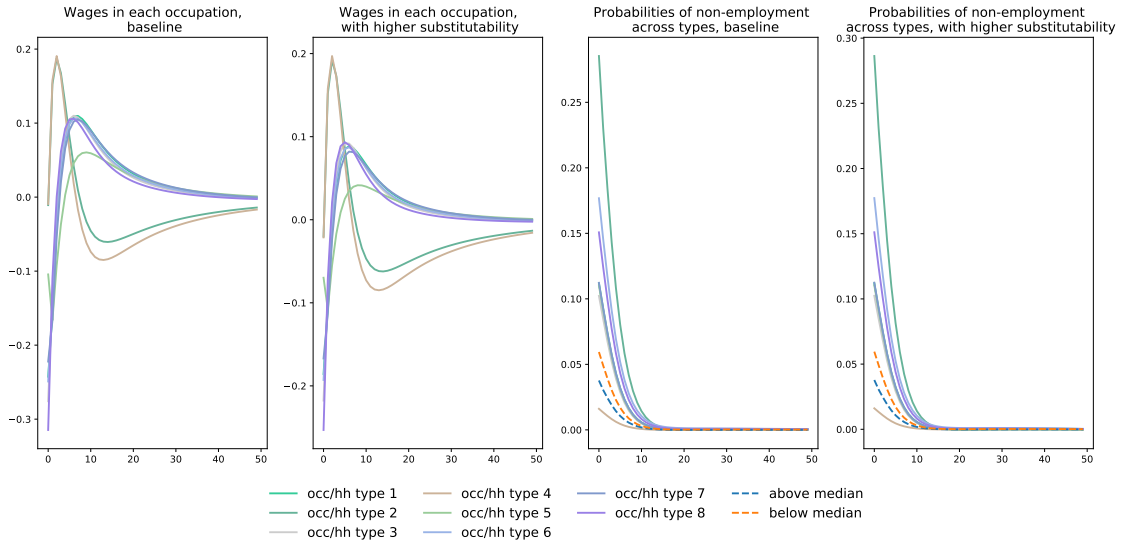 Wages in each occupation,
baseline
0.2
0.1
0.0
−0.1
−0.2
−0.3
0
10
20
30
40
50
Wages in each occupation,
with higher substitutability
0.2
0.1
0.0
−0.1
−0.2
0
10
20
30
40
50
Probabilities of non-employment
across types, baseline
0.25
0.20
0.15
0.10
0.05
0.00
0
10
20
30
40
50
Probabilities of non-employment
across types, with higher substitutability
0.30
0.25
0.20
0.15
0.10
0.05
0.00
0
10
20
30
40
50
occ/hh type 1
occ/hh type 2
occ/hh type 3
occ/hh type 4
occ/hh type 5
occ/hh type 6
occ/hh type 7
occ/hh type 8
above median
below median